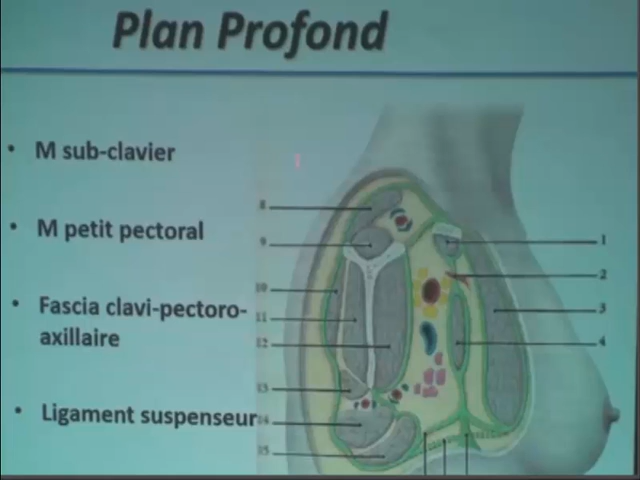 Plan Profond
• M sub-clavier
• M petit pectoral
• Fascia clavi-pectoro-
axillaire
• Ligament suspenseur
8
9
10
11
12
13
14
15
1
2
3
4